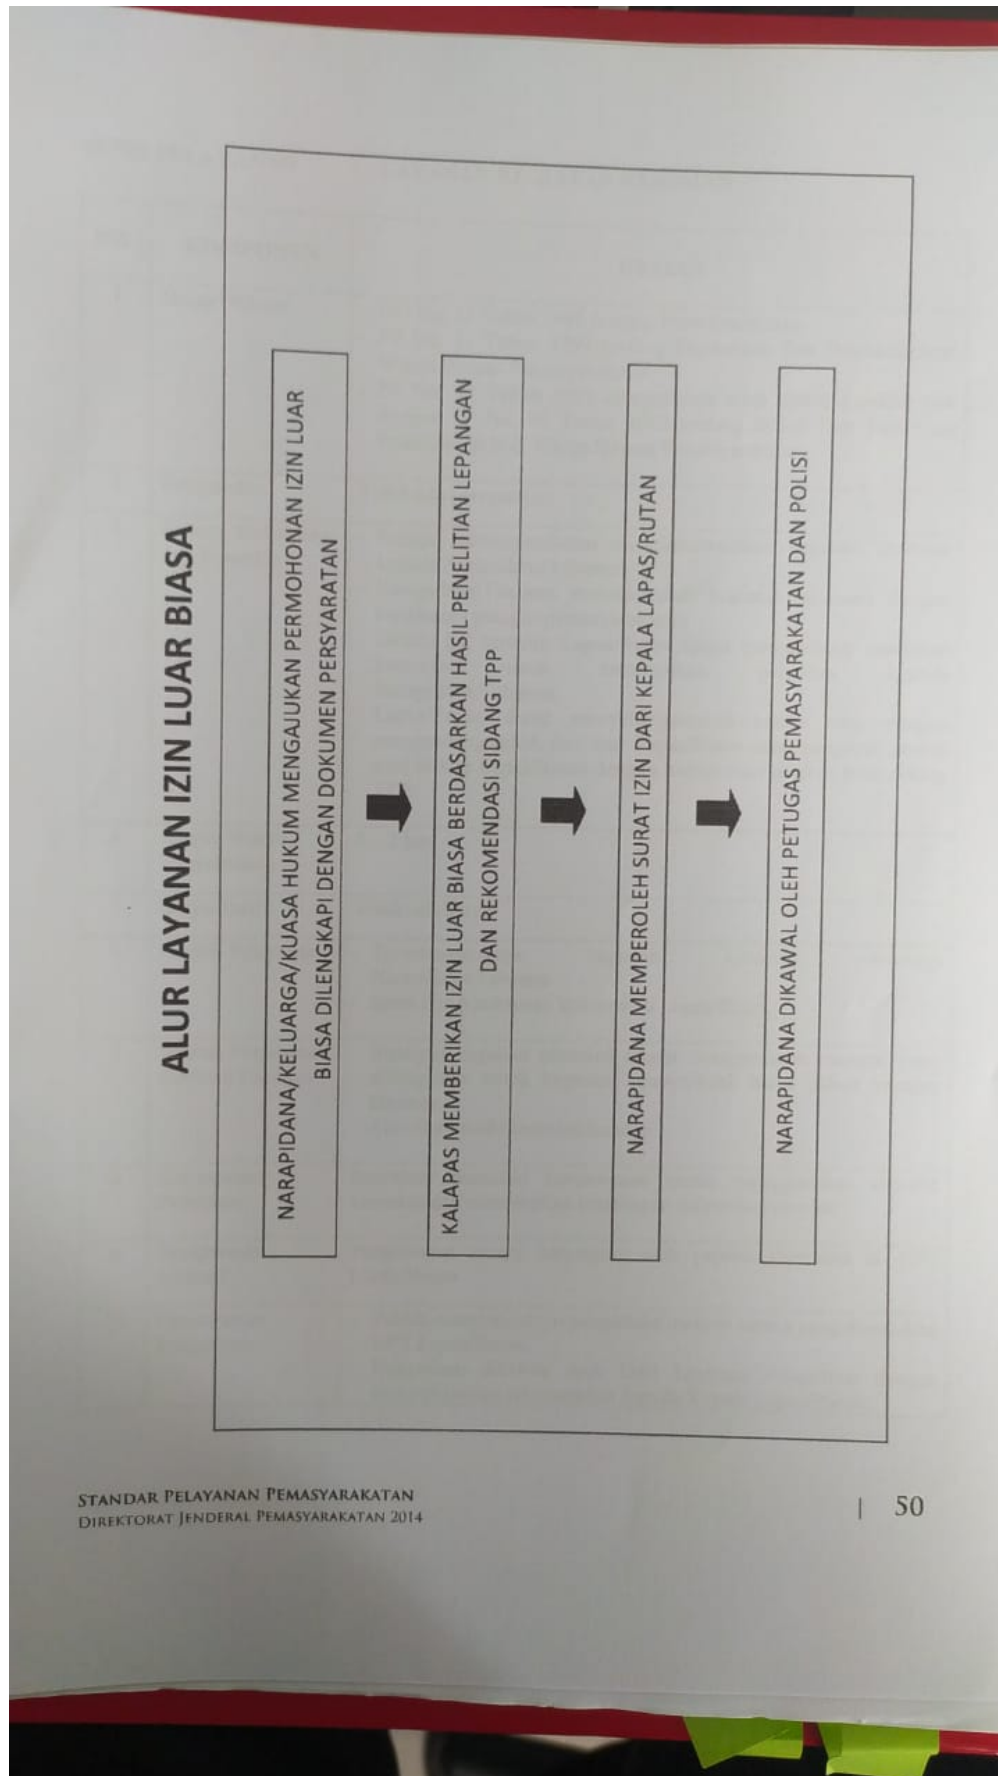 ALUR LAYANAN IZIN LUAR BIASA
NARAPIDANA/KELUARGA/KUASA HUKUM MENGAJUKAN PERMOHONAN IZIN LUAR
BIASA DILENGKAPI DENGAN DOKUMEN PERSYARATAN
KALAPAS MEMBERIKAN IZIN LUAR BIASA BERDASARKAN HASIL PENELITIAN LEPANGAN
DAN REKOMENDASI SIDANG TPP
NARAPIDANA MEMPEROLEH SURAT IZIN DARI KEPALA LAPAS/RUTAN
NARAPIDANA DIKAWAL OLEH PETUGAS PEMASYARAKATAN DAN POLISI
STANDAR PELAYANAN PEMASYARAKATAN
DIREKTORAT JENDERAL PEMASYARAKATAN 2014
| 50